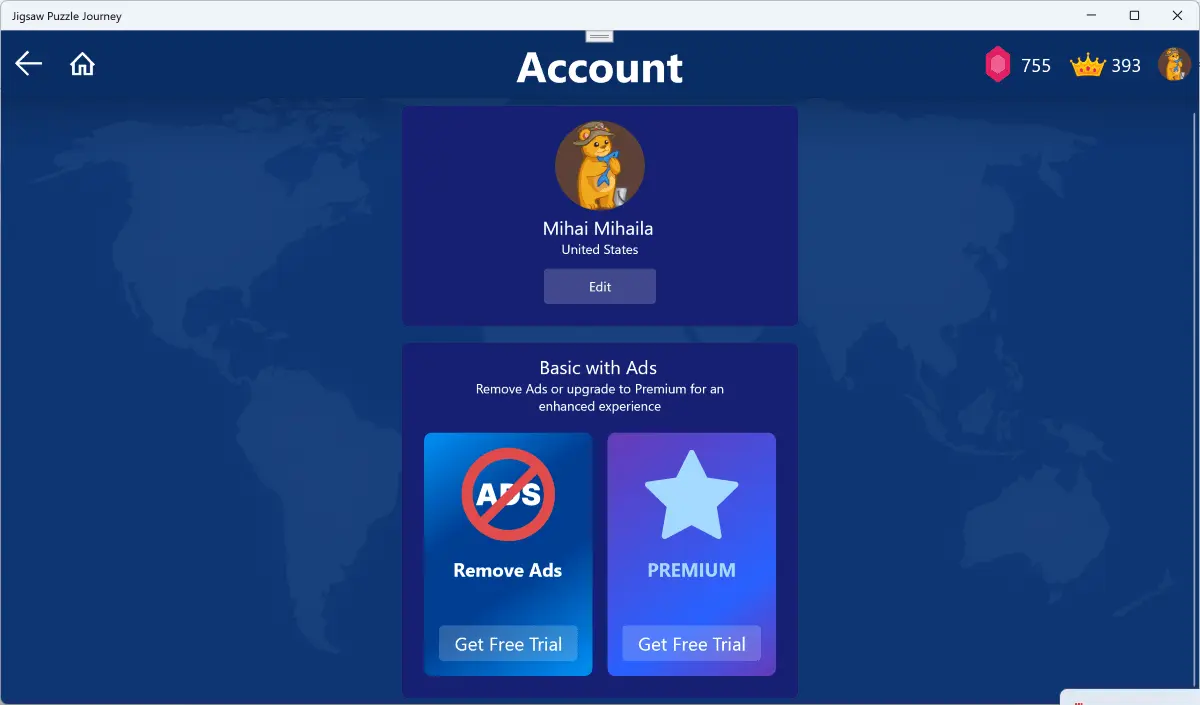 Jigsaw Puzzle Journey
Account
755
393
Mihai Mihaila
United States
Edit
Basic with Ads
Remove Ads or upgrade to Premium for an
enhanced experience
ADS
Remove Ads
Get Free Trial
PREMIUM
Get Free Trial